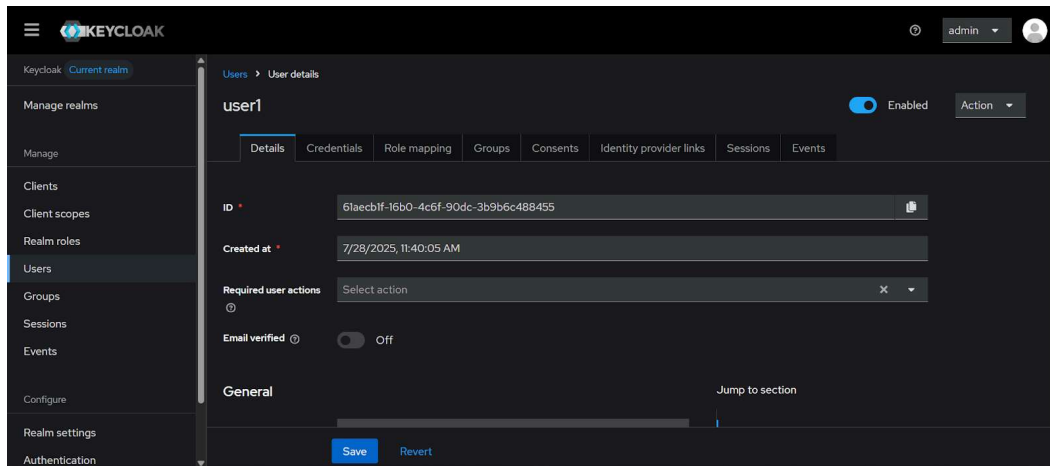 KEYCLOAK
admin
Keycloak Current realm
Manage realms
Manage
Clients
Client scopes
Realm roles
Users
Groups
Sessions
Events
Configure
Realm settings
Authentication
Users > User details
user1
Enabled
Action
Details Credentials Role mapping Groups Consents Identity provider links Sessions Events
ID * 61aecb1f-16b0-4c6f-90dc-3b9b6c488455
Created at * 7/28/2025, 11:40:05 AM
Required user actions Select action
Email verified Off
General
Jump to section
Save Revert